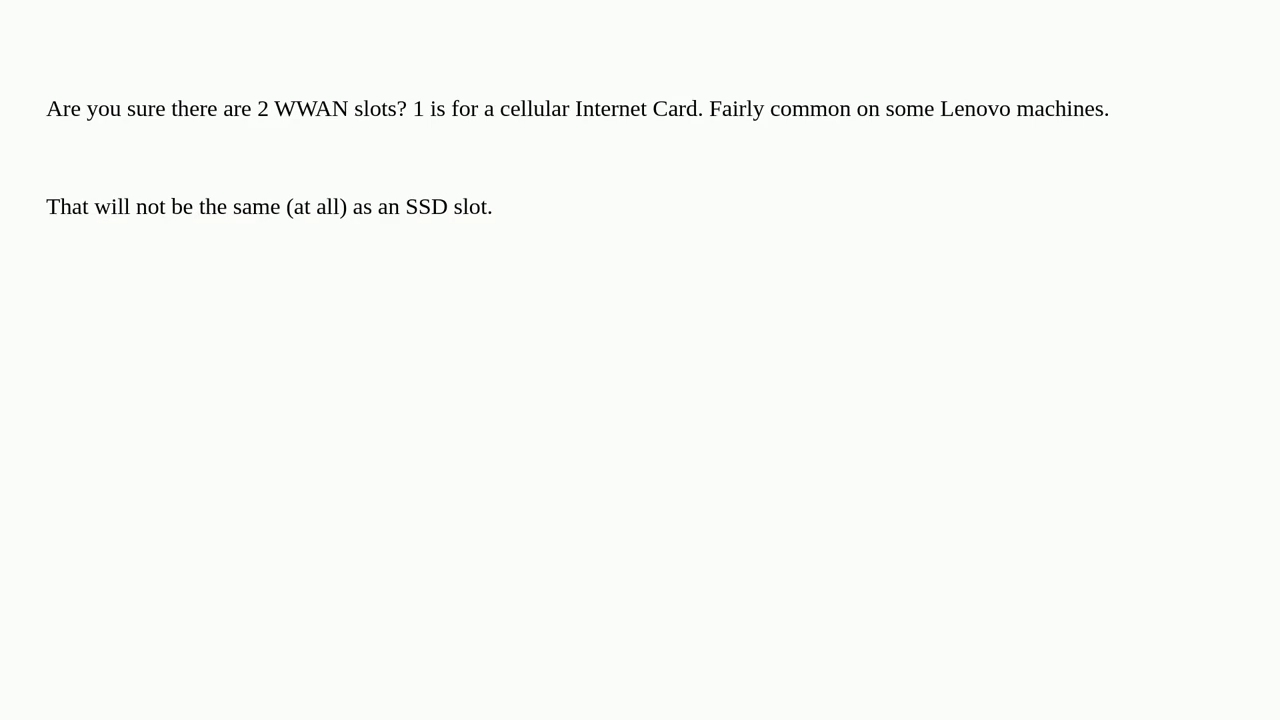 Are you sure there are 2 WWAN slots? 1 is for a cellular Internet Card. Fairly common on some Lenovo machines.
That will not be the same (at all) as an SSD slot.